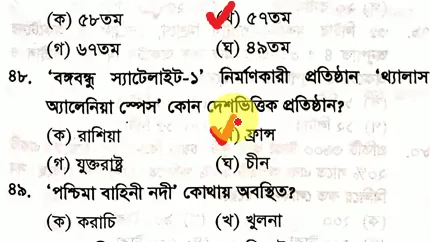 (ক) ৫৮তম (খ) ৫৭তম
(গ) ৬৭তম (ঘ) ৪৯তম
৪৮. ‘বঙ্গবন্ধু স্যাটেলাইট-১’ নির্মাণকারী প্রতিষ্ঠান ‘থ্যালাস
অ্যালেনিয়া স্পেস’ কোন দেশভিত্তিক প্রতিষ্ঠান?
(ক) রাশিয়া (খ) ফ্রান্স
(গ) যুক্তরাষ্ট্র (ঘ) চীন
৪৯. ‘পশ্চিমা বাহিনী নদী’ কোথায় অবস্থিত?
(ক) করাচি (খ) খুলনা